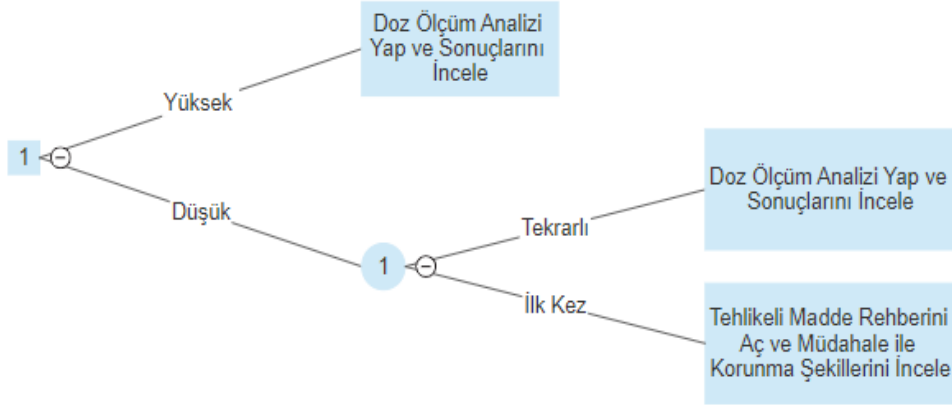 Doz Ölçüm Analizi
Yap ve Sonuçlarını
İncele
Yüksek
1
Düşük
Doz Ölçüm Analizi Yap ve
Sonuçlarını İncele
Tekrarlı
1
İlk Kez
Tehlikeli Madde Rehberini
Aç ve Müdahale ile
Korunma Şekillerini İncele